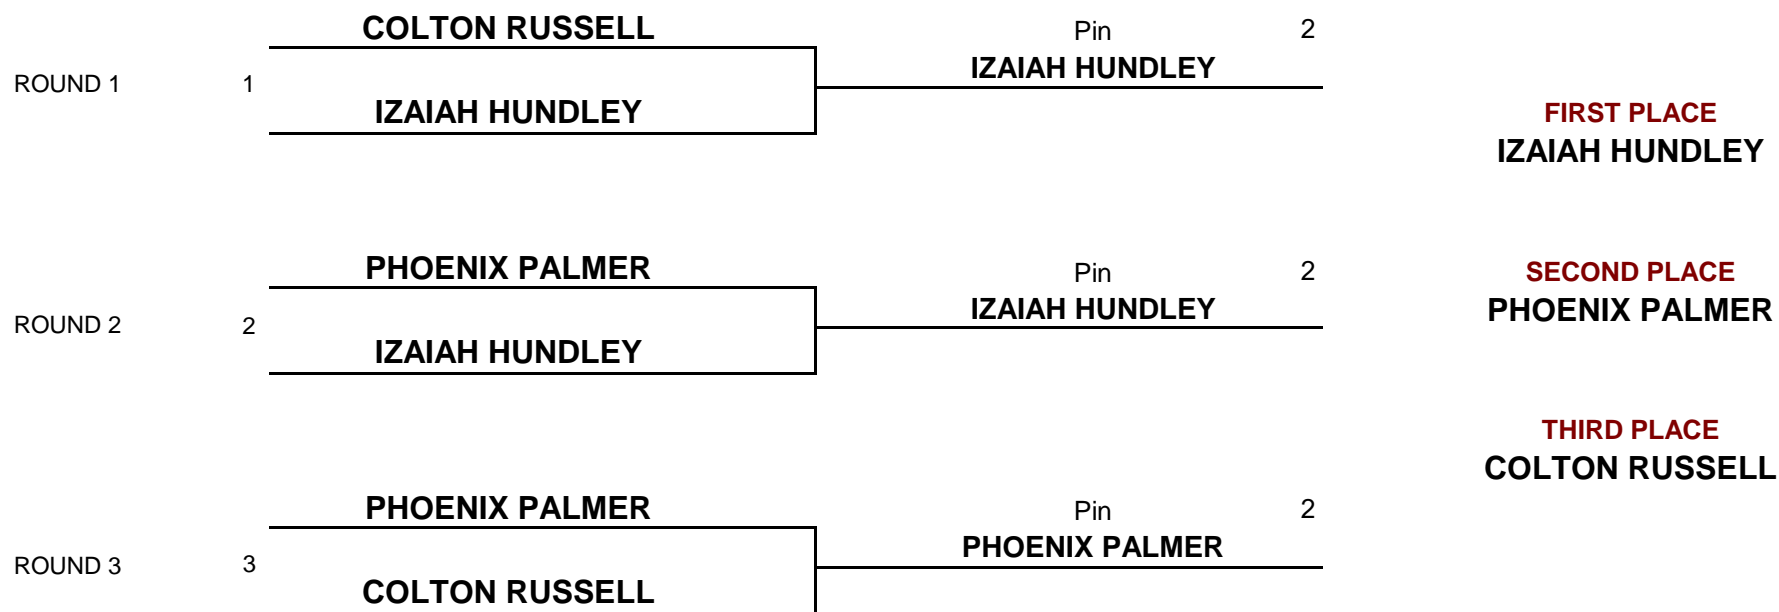 COLTON RUSSELL
Pin 2
IZAIAH HUNDLEY
ROUND 1 1
IZAIAH HUNDLEY
FIRST PLACE
IZAIAH HUNDLEY
PHOENIX PALMER
Pin 2
SECOND PLACE
IZAIAH HUNDLEY
PHOENIX PALMER
ROUND 2 2
IZAIAH HUNDLEY
THIRD PLACE
COLTON RUSSELL
PHOENIX PALMER
Pin 2
PHOENIX PALMER
ROUND 3 3
COLTON RUSSELL